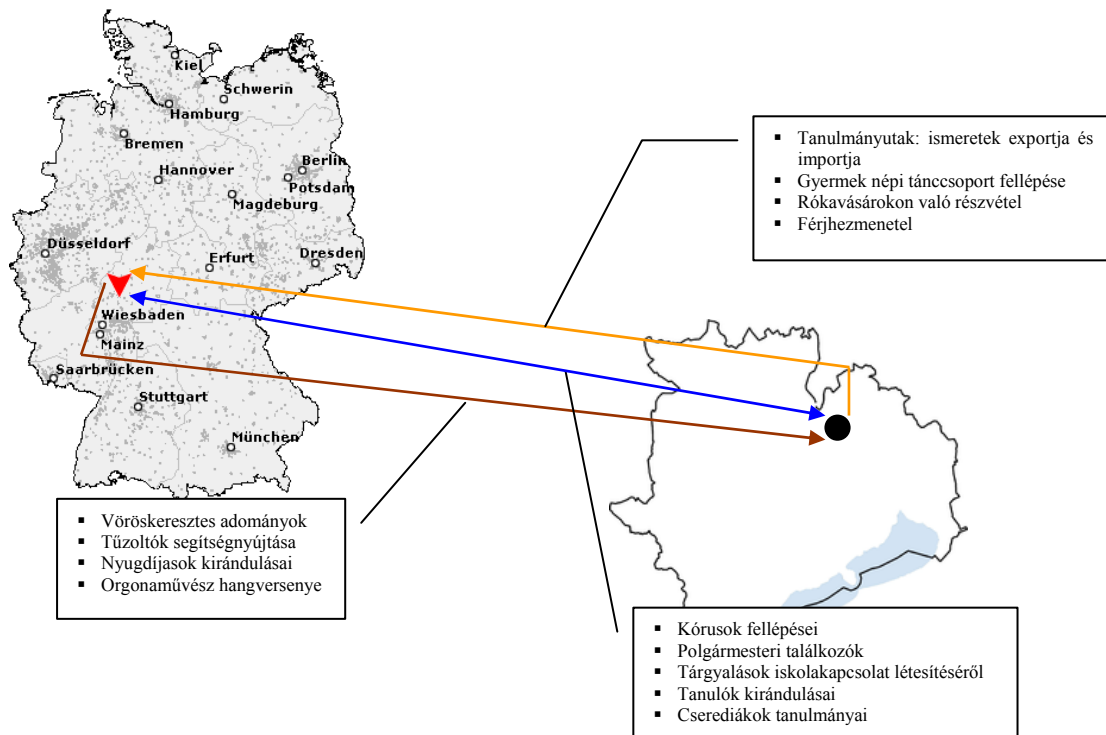 Kiel
Schwerin
Hamburg
Bremen
Berlin
Hannover
Potsdam
Magdeburg
Düsseldorf
Erfurt
Dresden
Wiesbaden
Mainz
Saarbrücken
Stuttgart
München
▪ Tanulmányutak: ismeretek exportja és
importja
▪ Gyermek népi tánccsoport fellépése
▪ Rókavásárokon való részvétel
▪ Férjhezmenetel
▪ Vöröskeresztes adományok
▪ Tűzoltók segítségnyújtása
▪ Nyugdíjasok kirándulásai
▪ Orgonaművész hangversenye
▪ Kórusok fellépései
▪ Polgármesteri találkozók
▪ Tárgyalások iskolakapcsolat létesítéséről
▪ Tanulók kirándulásai
▪ Cserediákok tanulmányai